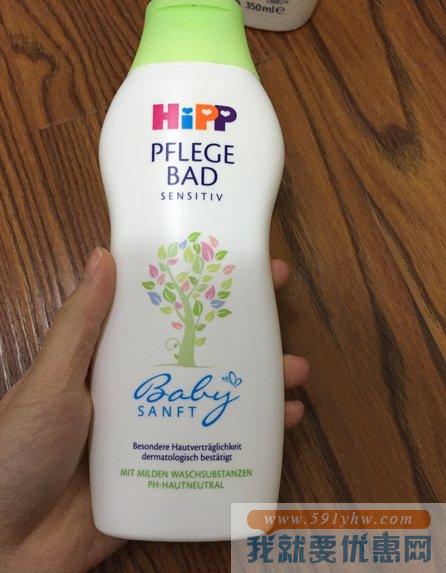 350ml℮
HiPP
PFLEGE
BAD
SENSITIV
Baby
SANFT
Besondere Hautverträglichkeit
dermatologisch bestätigt
MIT MILDEN WASCHSUBSTANZEN
PH-HAUTNEUTRAL
www.591yhw.com
我就要优惠网